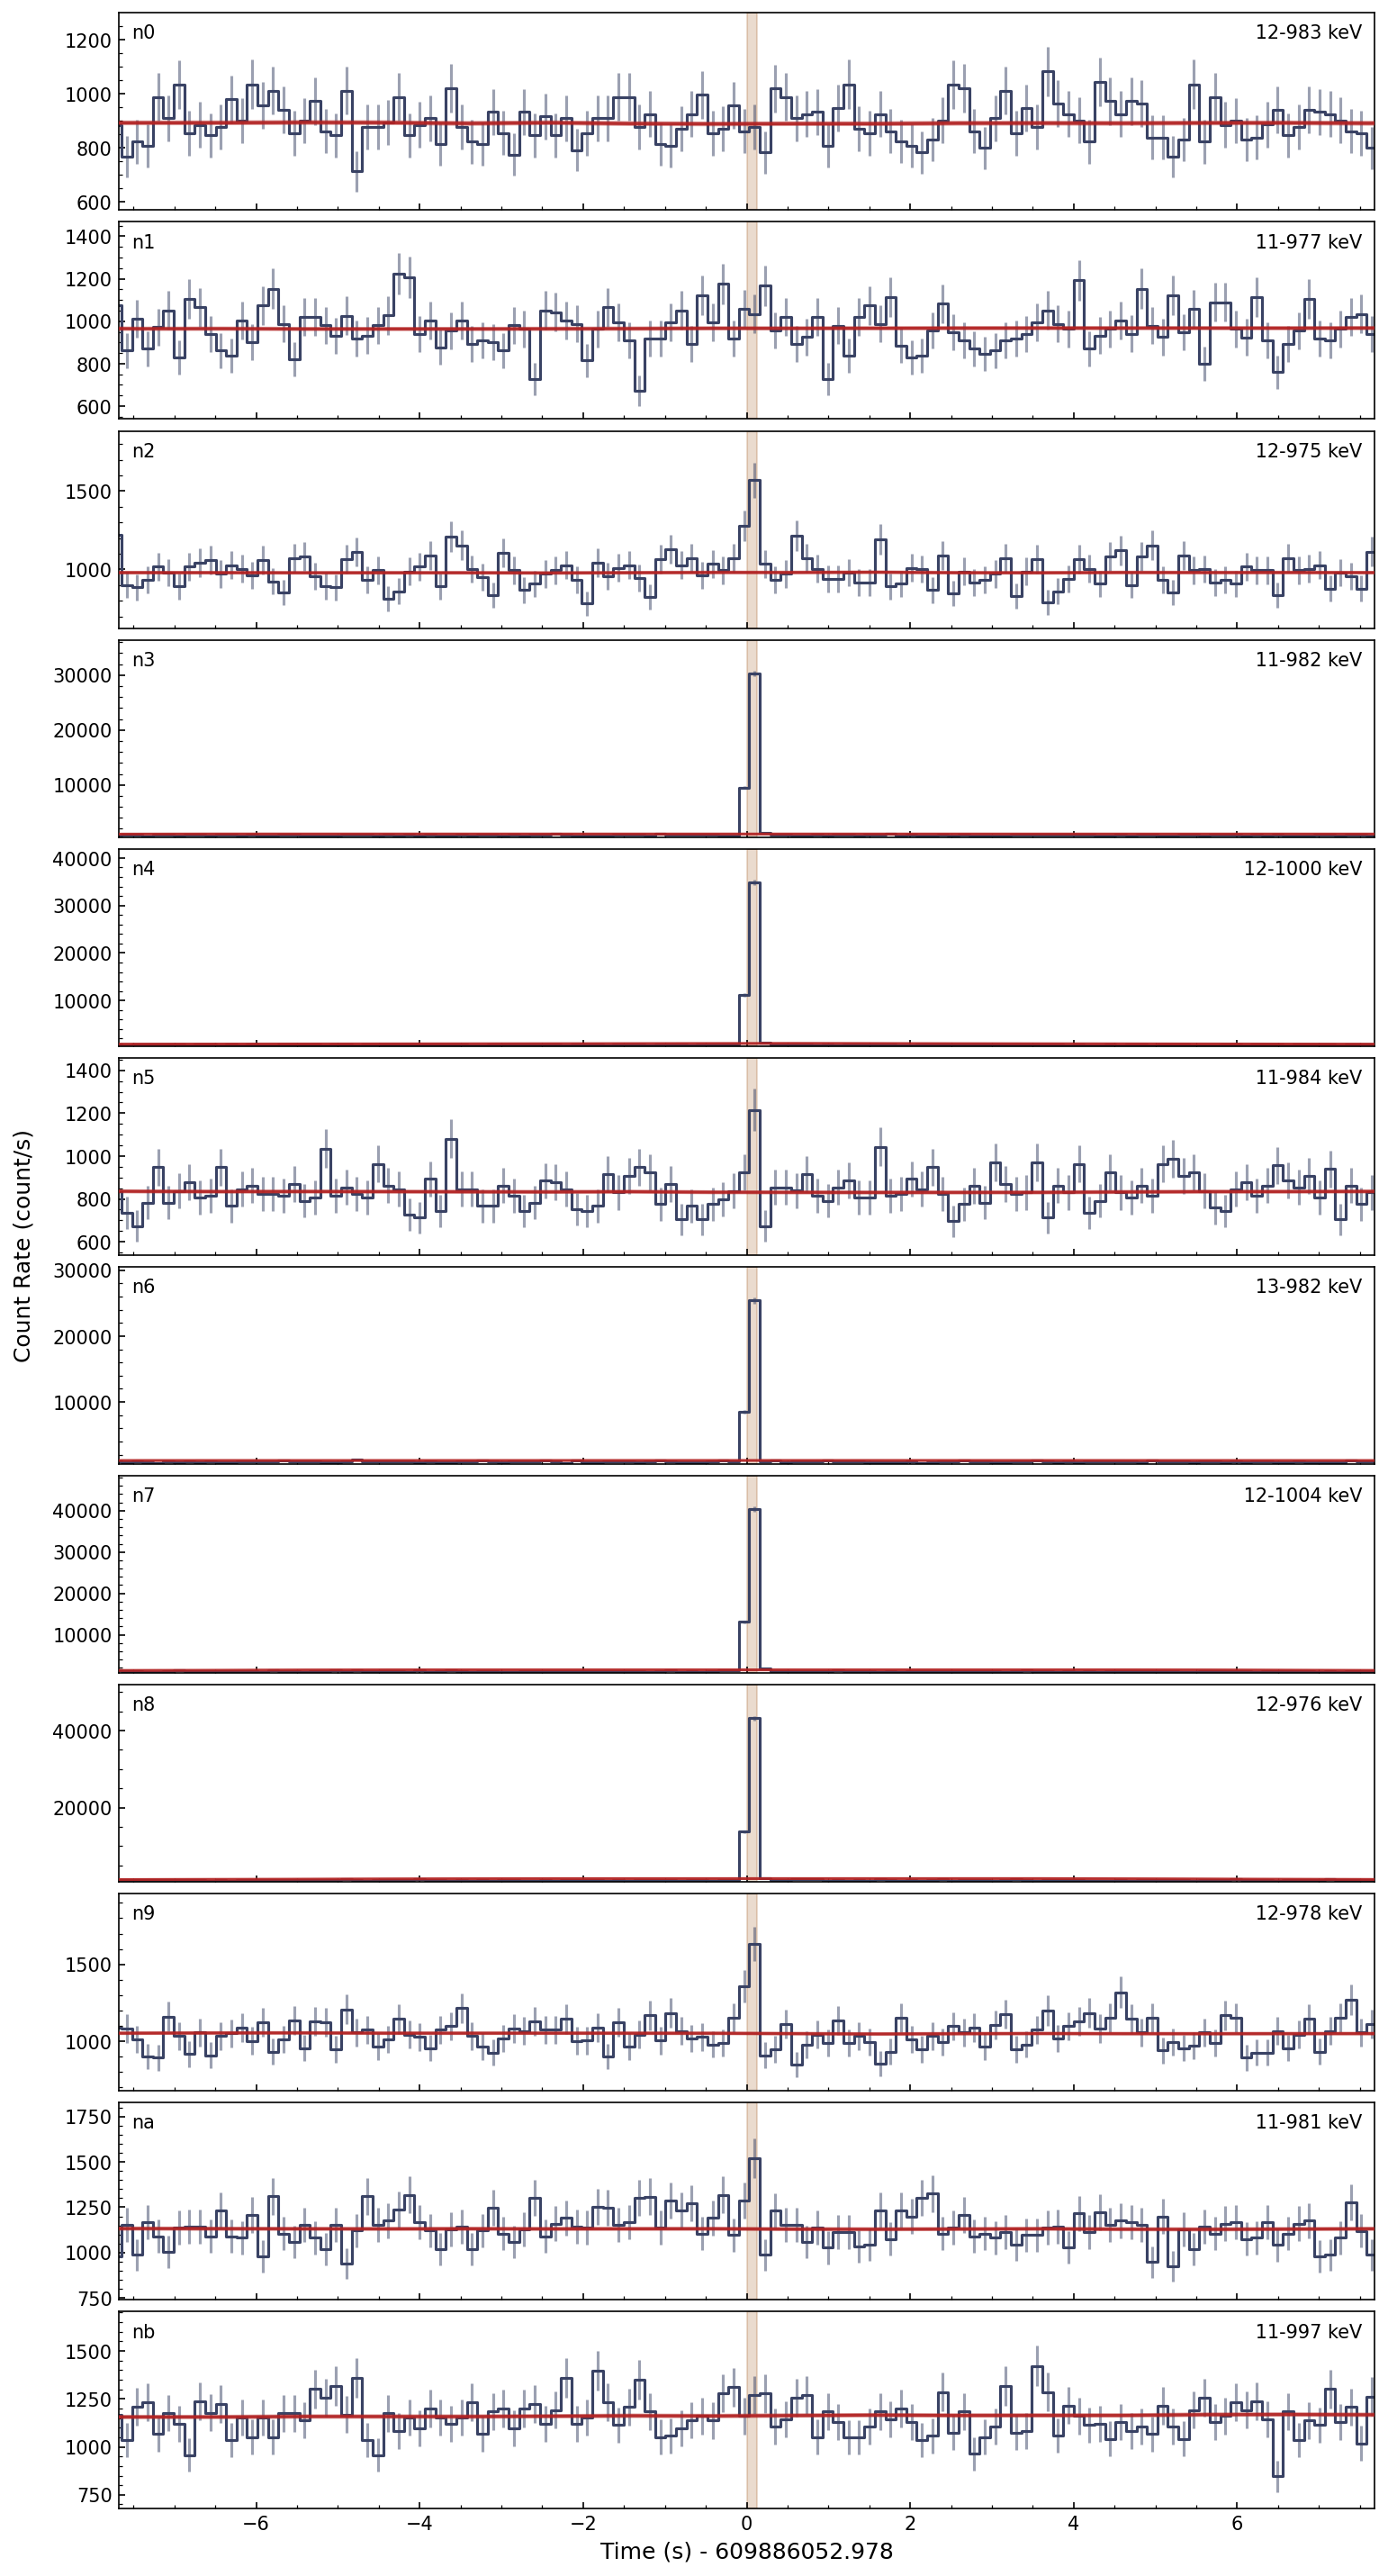 n0 12-983 keV
1200
1000
800
600
n1 11-977 keV
1400
1200
1000
800
600
n2 12-975 keV
1500
1000
n3 11-982 keV
30000
20000
10000
n4 12-1000 keV
40000
30000
20000
10000
n5 11-984 keV
1400
1200
1000
800
600
n6 13-982 keV
30000
20000
10000
n7 12-1004 keV
40000
30000
20000
10000
n8 12-976 keV
40000
20000
n9 12-978 keV
1500
1000
na 11-981 keV
1750
1500
1250
1000
750
nb 11-997 keV
1500
1250
1000
750
−6 −4 −2 0 2 4 6
Time (s) - 609886052.978
Count Rate (count/s)